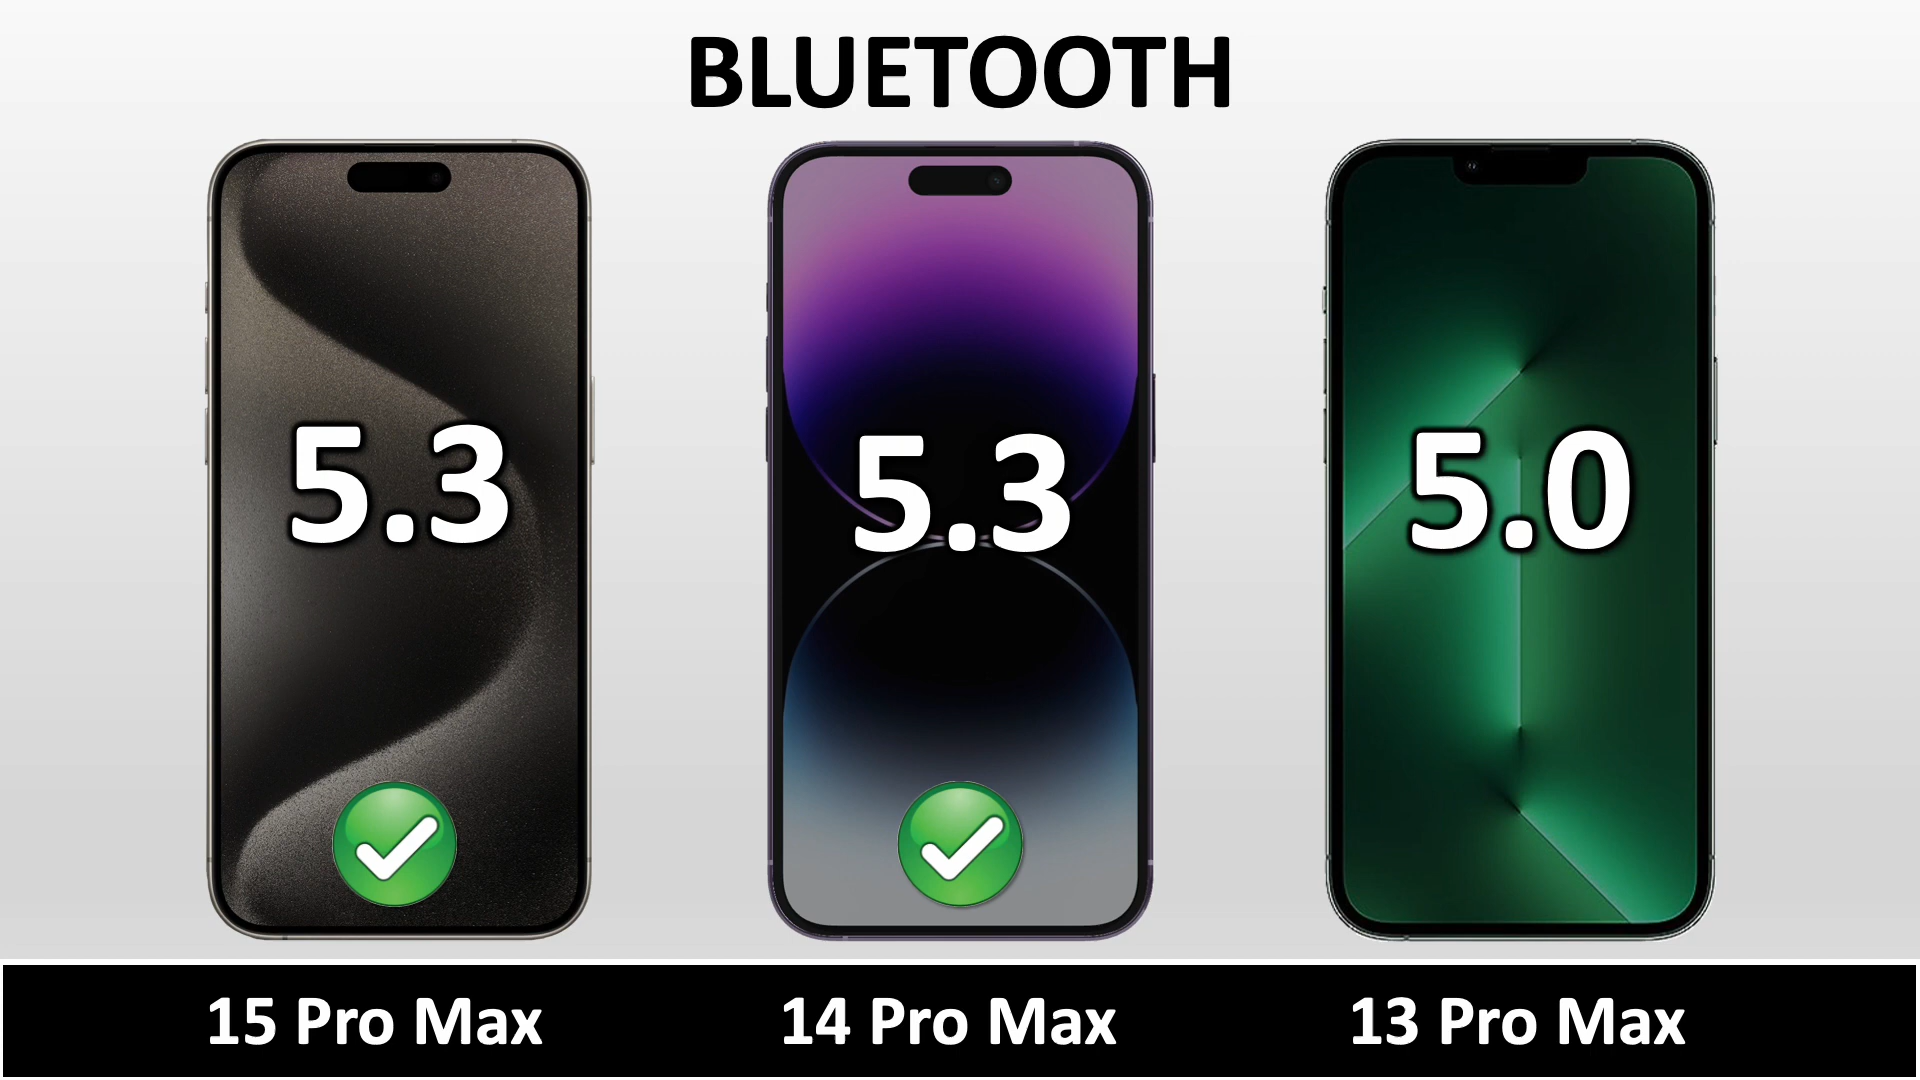 BLUETOOTH
5.3
5.3
5.0
15 Pro Max
14 Pro Max
13 Pro Max